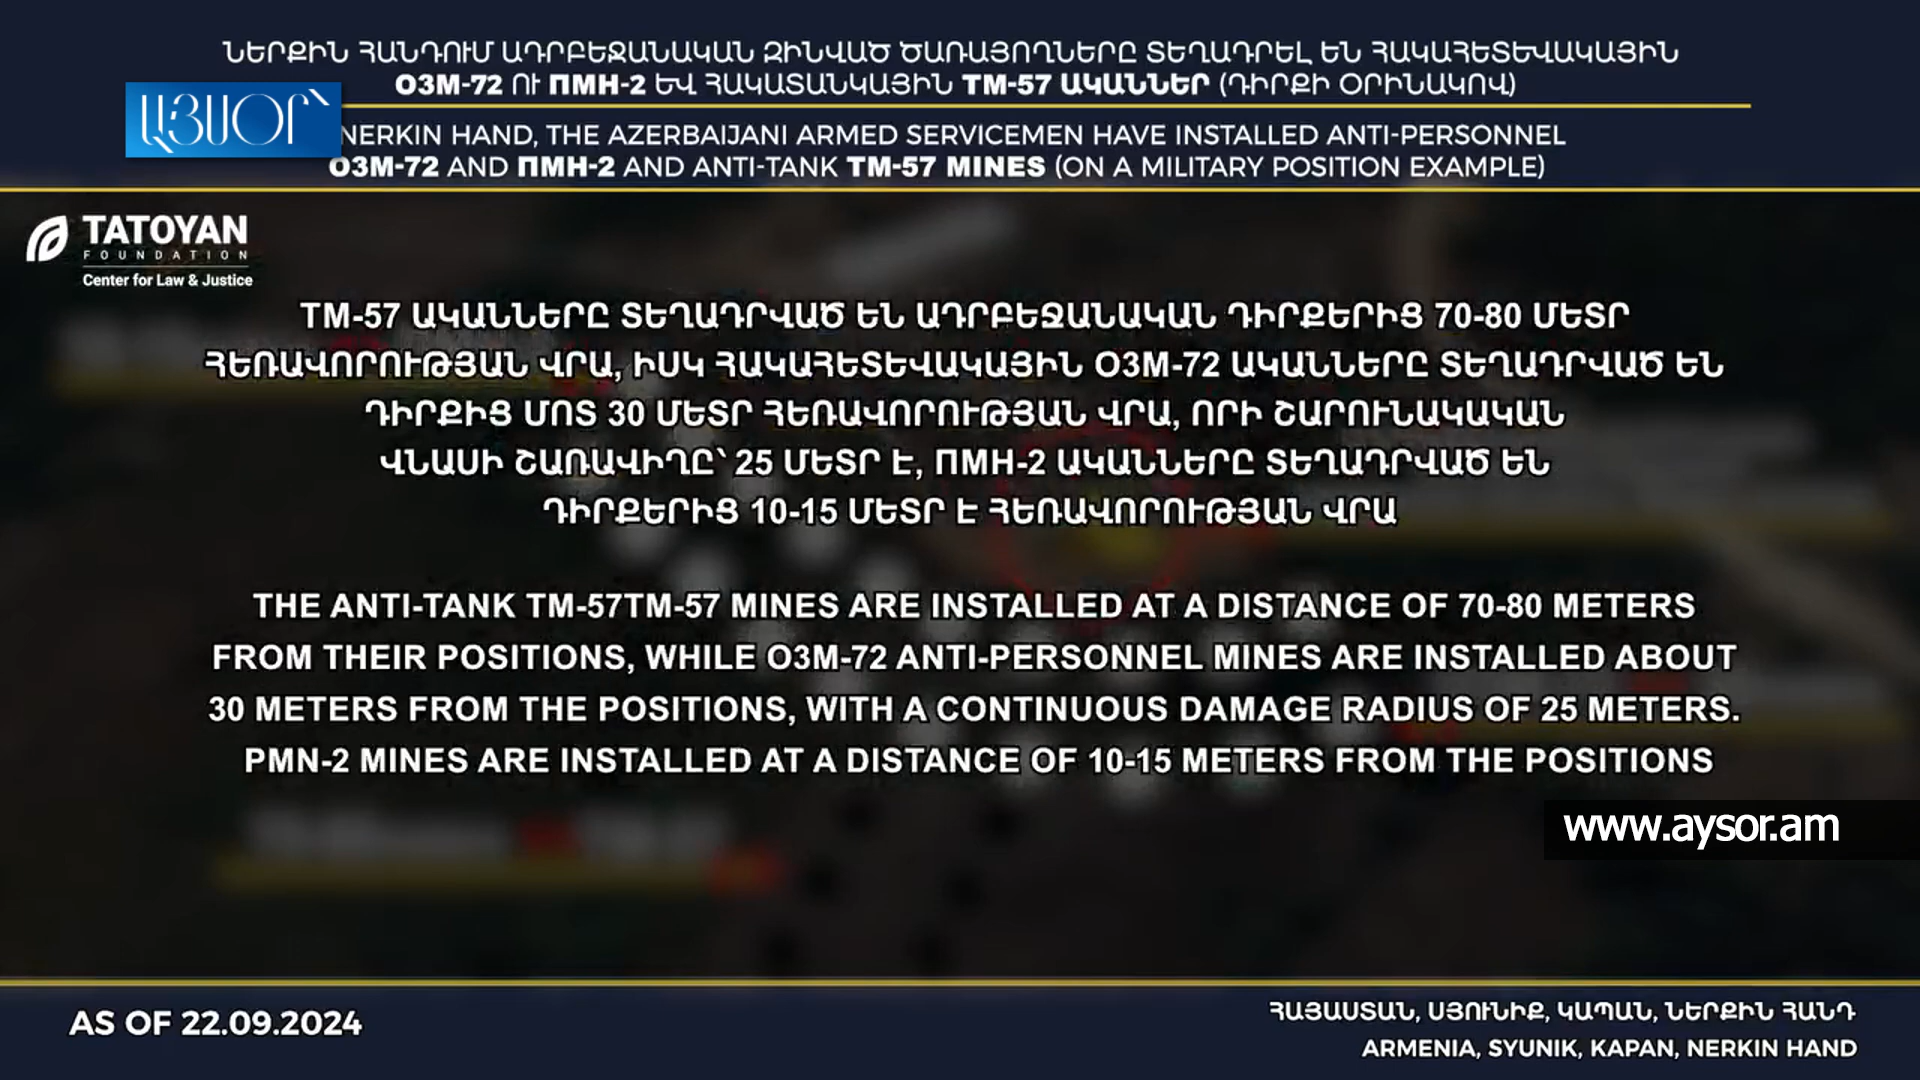 ՆԵՐՔԻՆ ՀԱՆԴՈՒՄ ԱԴՐԲԵՋԱՆԱԿԱՆ ԶԻՆՎԱԾ ԾԱՌԱՅՈՂՆԵՐԸ ՏԵՂԱԴՐԵԼ ԵՆ ՀԱԿԱՀԵՏԵՎԱԿԱՅԻՆ
ОЗМ-72 ՈՒ ПМН-2 ԵՎ ՀԱԿԱՏԱՆԿԱՅԻՆ ТМ-57 ԱԿԱՆՆԵՐ (ԴԻՐՔԻ ՕՐԻՆԱԿՈՎ)
ԱՅՍՕՐ՝
NERKIN HAND, THE AZERBAIJANI ARMED SERVICEMEN HAVE INSTALLED ANTI-PERSONNEL
ОЗМ-72 AND ПМН-2 AND ANTI-TANK TM-57 MINES (ON A MILITARY POSITION EXAMPLE)
TATOYAN
FOUNDATION
Center for Law & Justice
ТМ-57 ԱԿԱՆՆԵՐԸ ՏԵՂԱԴՐՎԱԾ ԵՆ ԱԴՐԲԵՋԱՆԱԿԱՆ ԴԻՐՔԵՐԻՑ 70-80 ՄԵՏՐ
ՀԵՌԱՎՈՐՈՒԹՅԱՆ ՎՐԱ, ԻՍԿ ՀԱԿԱՀԵՏԵՎԱԿԱՅԻՆ ОЗМ-72 ԱԿԱՆՆԵՐԸ ՏԵՂԱԴՐՎԱԾ ԵՆ
ԴԻՐՔԻՑ ՄՈՏ 30 ՄԵՏՐ ՀԵՌԱՎՈՐՈՒԹՅԱՆ ՎՐԱ, ՈՐԻ ՇԱՐՈՒՆԱԿԱԿԱՆ
ՎՆԱՍԻ ՇԱՌԱՎԻՂԸ՝ 25 ՄԵՏՐ Է, ПМН-2 ԱԿԱՆՆԵՐԸ ՏԵՂԱԴՐՎԱԾ ԵՆ
ԴԻՐՔԵՐԻՑ 10-15 ՄԵՏՐ Է ՀԵՌԱՎՈՐՈՒԹՅԱՆ ՎՐԱ
THE ANTI-TANK TM-57TM-57 MINES ARE INSTALLED AT A DISTANCE OF 70-80 METERS
FROM THEIR POSITIONS, WHILE ОЗМ-72 ANTI-PERSONNEL MINES ARE INSTALLED ABOUT
30 METERS FROM THE POSITIONS, WITH A CONTINUOUS DAMAGE RADIUS OF 25 METERS.
PMN-2 MINES ARE INSTALLED AT A DISTANCE OF 10-15 METERS FROM THE POSITIONS
www.aysor.am
AS OF 22.09.2024
ՀԱՅԱՍՏԱՆ, ՍՅՈՒՆԻՔ, ԿԱՊԱՆ, ՆԵՐՔԻՆ ՀԱՆԴ
ARMENIA, SYUNIK, KAPAN, NERKIN HAND